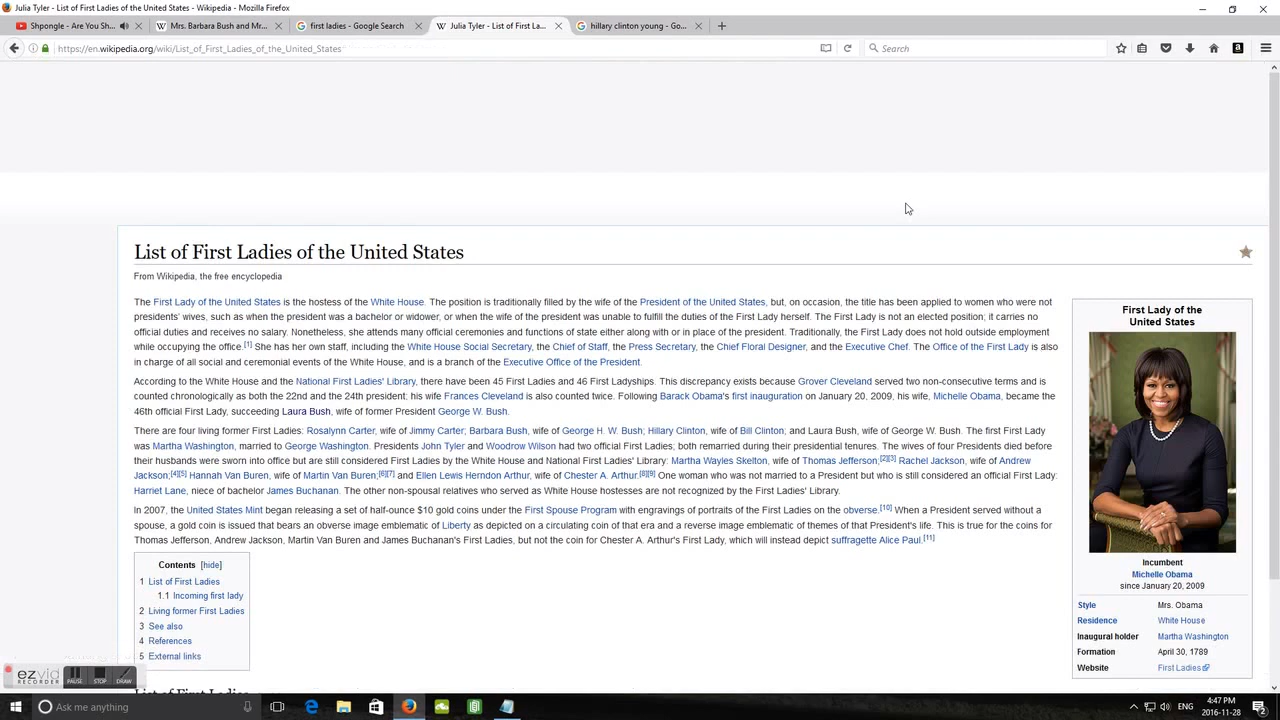 Julia Tyler - List of First Ladies of the United States - Wikipedia - Mozilla Firefox
Shpongle - Are You Sh...
Mrs. Barbara Bush and Mr...
first ladies - Google Search
Julia Tyler - List of First La...
hillary clinton young - Go...
https://en.wikipedia.org/wiki/List_of_First_Ladies_of_the_United_States
Search
List of First Ladies of the United States
From Wikipedia, the free encyclopedia
The First Lady of the United States is the hostess of the White House. The position is traditionally filled by the wife of the President of the United States, but, on occasion, the title has been applied to women who were not
presidents' wives, such as when the president was a bachelor or widower, or when the wife of the president was unable to fulfill the duties of the First Lady herself. The First Lady is not an elected position; it carries no
official duties and receives no salary. Nonetheless, she attends many official ceremonies and functions of state either along with or in place of the president. Traditionally, the First Lady does not hold outside employment
while occupying the office.[1] She has her own staff, including the White House Social Secretary, the Chief of Staff, the Press Secretary, the Chief Floral Designer, and the Executive Chef. The Office of the First Lady is also
in charge of all social and ceremonial events of the White House, and is a branch of the Executive Office of the President.
According to the White House and the National First Ladies' Library, there have been 45 First Ladies and 46 First Ladyships. This discrepancy exists because Grover Cleveland served two non-consecutive terms and is
counted chronologically as both the 22nd and the 24th president: his wife Frances Cleveland is also counted twice. Following Barack Obama's first inauguration on January 20, 2009, his wife, Michelle Obama, became the
46th official First Lady, succeeding Laura Bush, wife of former President George W. Bush.
There are four living former First Ladies: Rosalynn Carter, wife of Jimmy Carter; Barbara Bush, wife of George H. W. Bush; Hillary Clinton, wife of Bill Clinton; and Laura Bush, wife of George W. Bush. The first First Lady
was Martha Washington, married to George Washington. Presidents John Tyler and Woodrow Wilson had two official First Ladies; both remarried during their presidential tenures. The wives of four Presidents died before
their husbands were sworn into office but are still considered First Ladies by the White House and National First Ladies' Library: Martha Wayles Skelton, wife of Thomas Jefferson;[2][3] Rachel Jackson, wife of Andrew
Jackson;[4][5] Hannah Van Buren, wife of Martin Van Buren;[6][7] and Ellen Lewis Herndon Arthur, wife of Chester A. Arthur.[8][9] One woman who was not married to a President but who is still considered an official First Lady:
Harriet Lane, niece of bachelor James Buchanan. The other non-spousal relatives who served as White House hostesses are not recognized by the First Ladies' Library.
In 2007, the United States Mint began releasing a set of half-ounce $10 gold coins under the First Spouse Program with engravings of portraits of the First Ladies on the obverse.[10] When a President served without a
spouse, a gold coin is issued that bears an obverse image emblematic of Liberty as depicted on a circulating coin of that era and a reverse image emblematic of themes of that President's life. This is true for the coins for
Thomas Jefferson, Andrew Jackson, Martin Van Buren and James Buchanan's First Ladies, but not the coin for Chester A. Arthur's First Lady, which will instead depict suffragette Alice Paul.[11]
Contents [hide]
1 List of First Ladies
1.1 Incoming first lady
2 Living former First Ladies
3 See also
4 References
5 External links
List of First Ladies
First Lady of the
United States
Incumbent
Michelle Obama
since January 20, 2009
Style Mrs. Obama
Residence White House
Inaugural holder Martha Washington
Formation April 30, 1789
Website First Ladies
ezvid
RECORDER
PAUSE
STOP
DRAW
Ask me anything
ENG
4:47 PM
2016-11-28
2